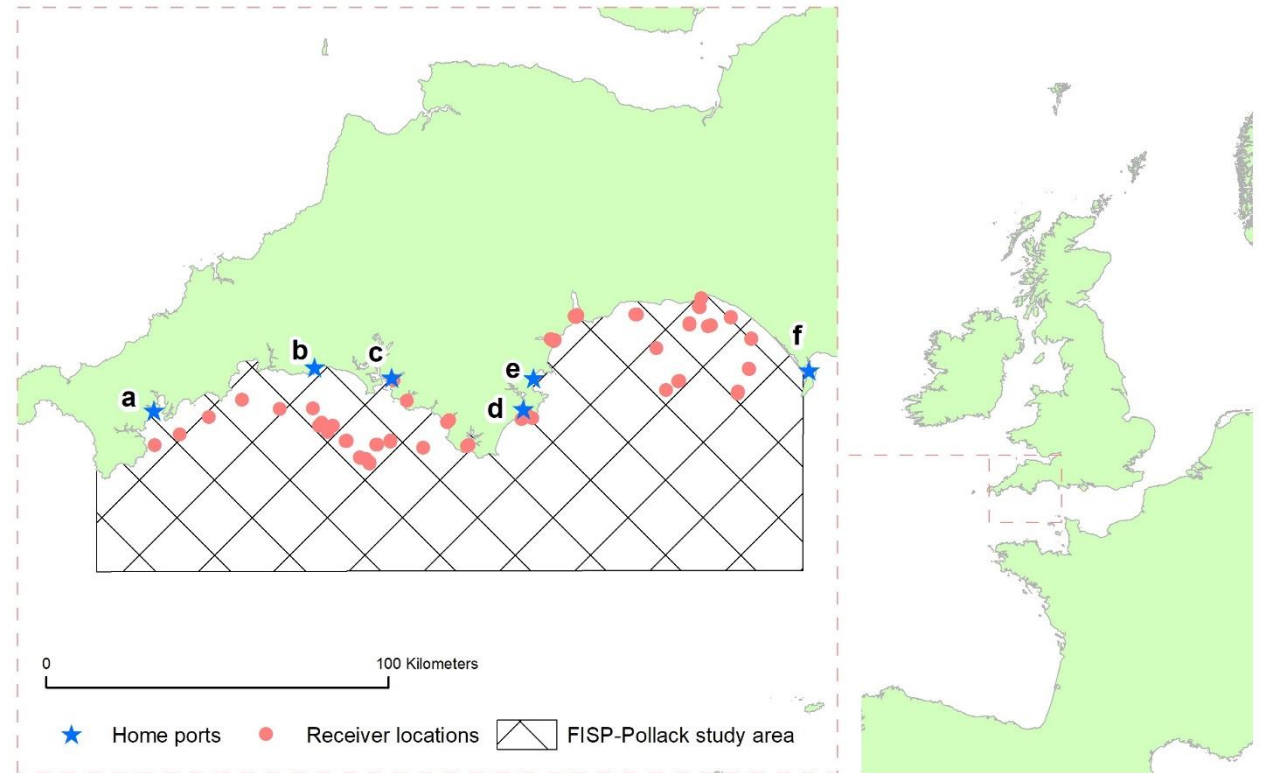 f
b
c
e
a
d
0
100 Kilometers
Home ports
Receiver locations
FISP-Pollack study area